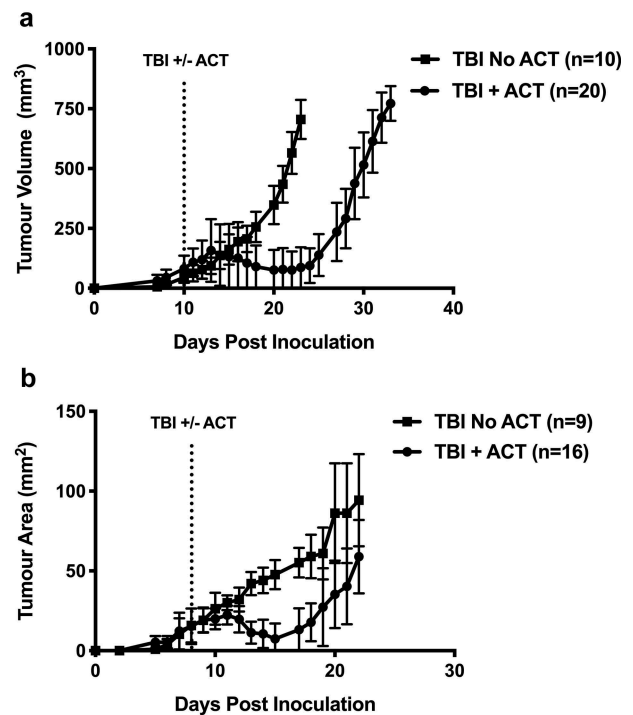 a
TBI +/- ACT
TBI No ACT (n=10)
TBI + ACT (n=20)
Tumour Volume (mm³)
1000
750
500
250
0
0 10 20 30 40
Days Post Inoculation
b
TBI +/- ACT
TBI No ACT (n=9)
TBI + ACT (n=16)
Tumour Area (mm²)
150
100
50
0
0 10 20 30
Days Post Inoculation